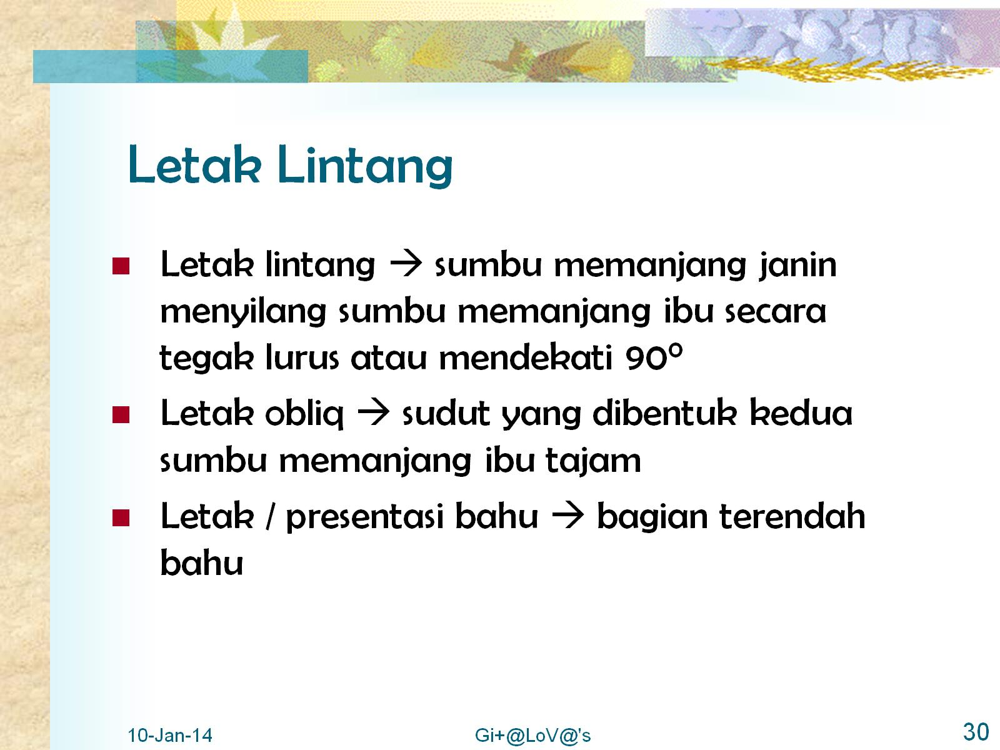 Letak Lintang
Letak lintang → sumbu memanjang janin
menyilang sumbu memanjang ibu secara
tegak lurus atau mendekati 90º
Letak obliq → sudut yang dibentuk kedua
sumbu memanjang ibu tajam
Letak / presentasi bahu → bagian terendah
bahu
10-Jan-14
Gi+@LoV@'s
30